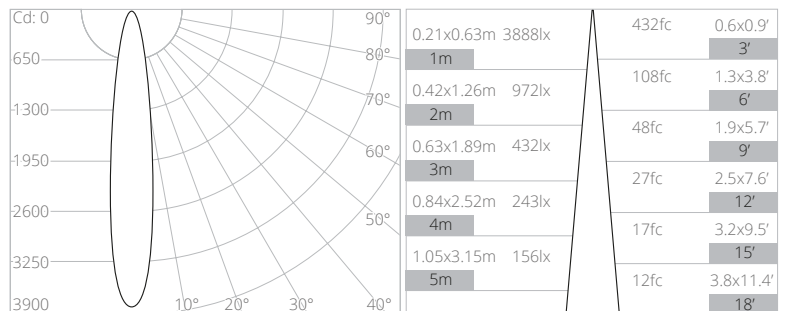 Cd: 0
650
1300
1950
2600
3250
3900
90°
80°
70°
60°
50°
10°
20°
30°
40°
0.21x0.63m 3888lx
1m
0.42x1.26m 972lx
2m
0.63x1.89m 432lx
3m
0.84x2.52m 243lx
4m
1.05x3.15m 156lx
5m
432fc 0.6x0.9’
3’
108fc 1.3x3.8’
6’
48fc 1.9x5.7’
9’
27fc 2.5x7.6’
12’
17fc 3.2x9.5’
15’
12fc 3.8x11.4’
18’